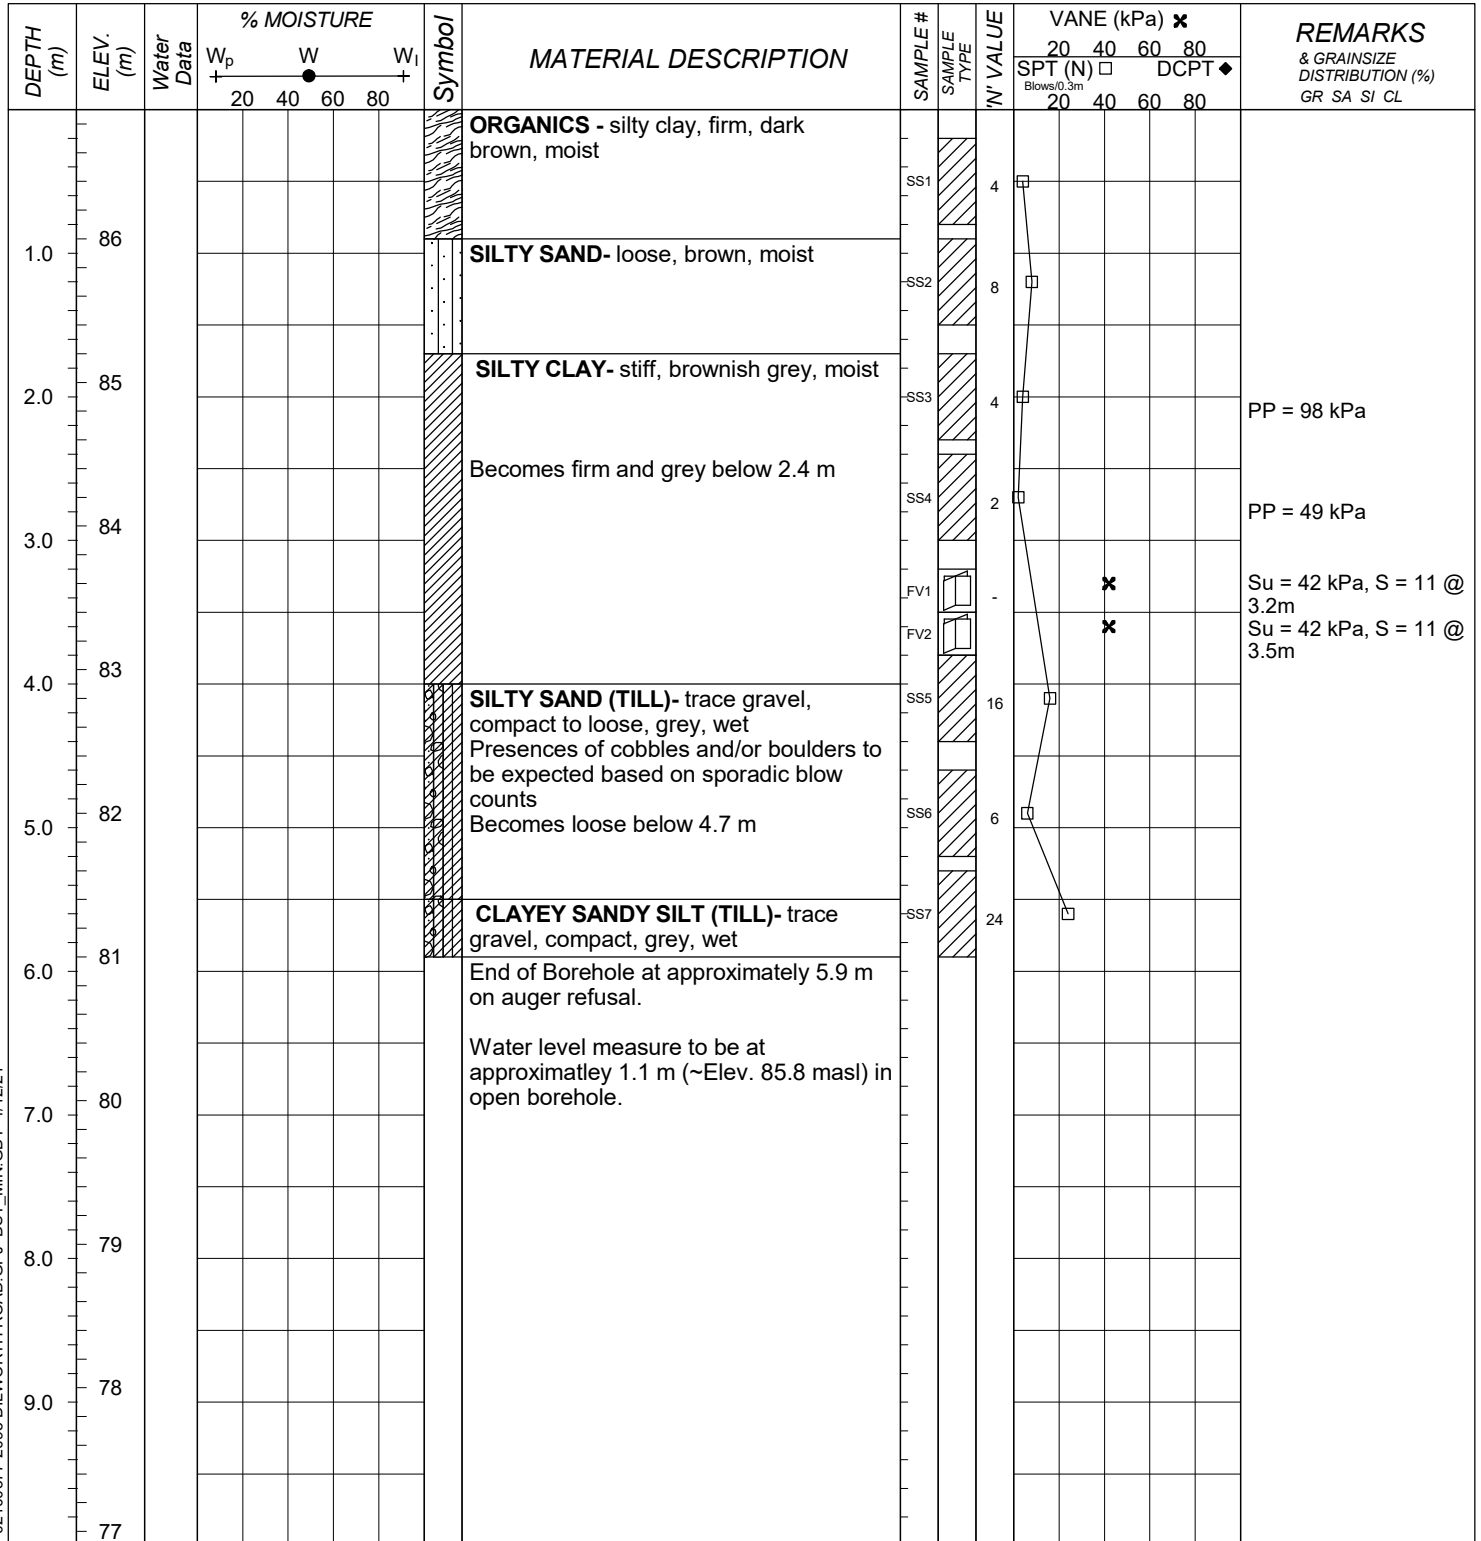 DEPTH (m)
ELEV. (m)
Water Data
% MOISTURE
Wp W Wl
20 40 60 80
Symbol
MATERIAL DESCRIPTION
SAMPLE #
SAMPLE TYPE
'N' VALUE
VANE (kPa) ✖
20 40 60 80
SPT (N) □ DCPT ◆
Blows/0.3m
20 40 60 80
REMARKS
& GRAINSIZE
DISTRIBUTION (%)
GR SA SI CL
ORGANICS - silty clay, firm, dark
brown, moist
SS1 4
86
1.0
SILTY SAND- loose, brown, moist
SS2 8
SILTY CLAY- stiff, brownish grey, moist
85
2.0
SS3 4
PP = 98 kPa
Becomes firm and grey below 2.4 m
SS4 2
PP = 49 kPa
84
3.0
FV1 -
Su = 42 kPa, S = 11 @
3.2m
FV2
Su = 42 kPa, S = 11 @
3.5m
83
4.0
SILTY SAND (TILL)- trace gravel,
compact to loose, grey, wet
SS5 16
Presences of cobbles and/or boulders to
be expected based on sporadic blow
counts
Becomes loose below 4.7 m
82
5.0
SS6 6
CLAYEY SANDY SILT (TILL)- trace
gravel, compact, grey, wet
SS7 24
81
6.0
End of Borehole at approximately 5.9 m
on auger refusal.
Water level measure to be at
approximatley 1.1 m (~Elev. 85.8 masl) in
open borehole.
80
7.0
79
8.0
78
9.0
77